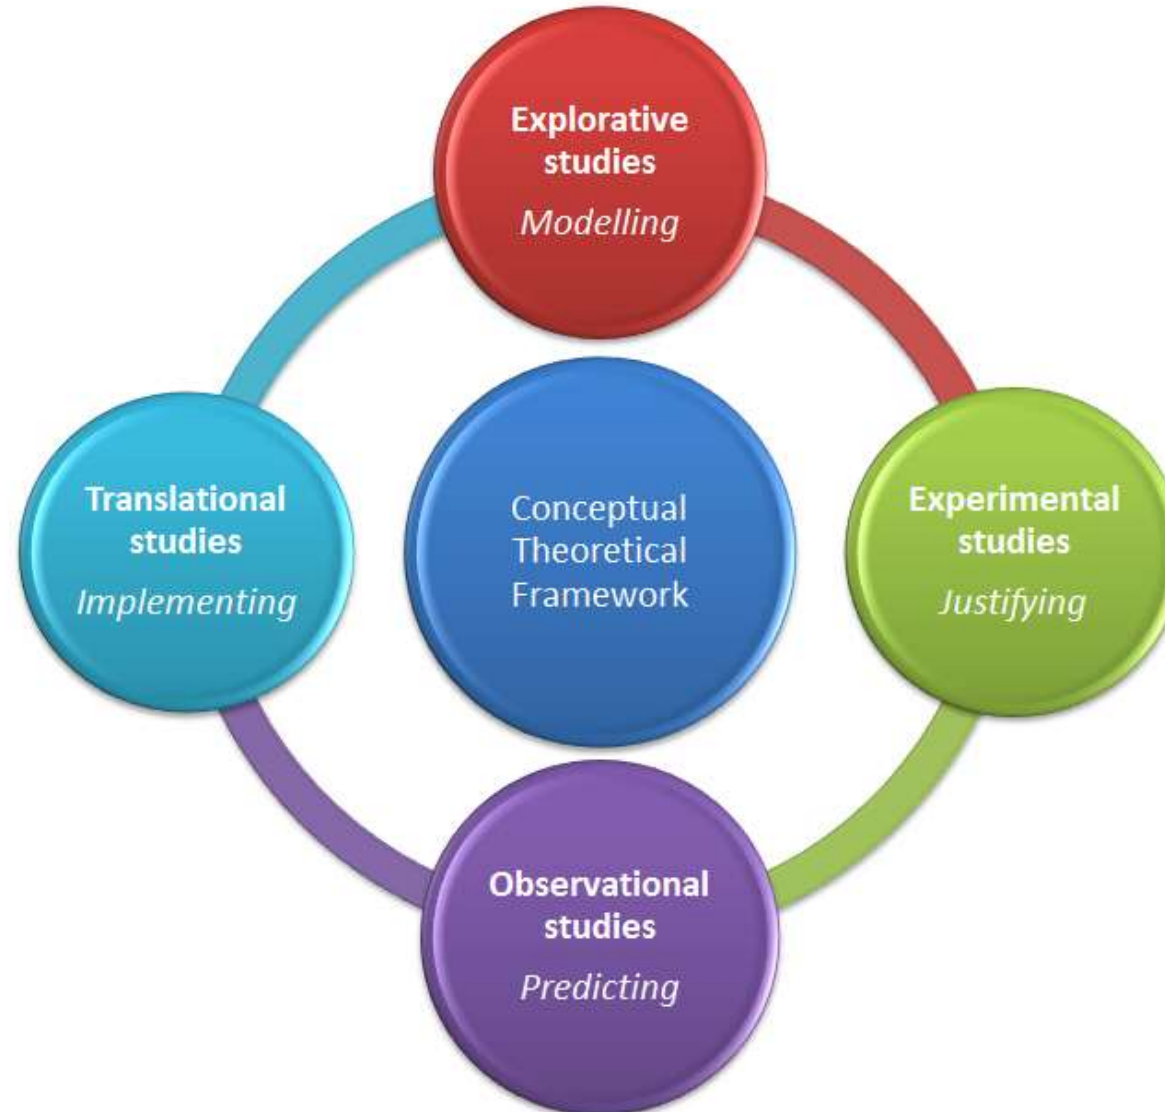 Explorative
studies
Modelling
Translational
studies
Implementing
Conceptual
Theoretical
Framework
Experimental
studies
Justifying
Observational
studies
Predicting